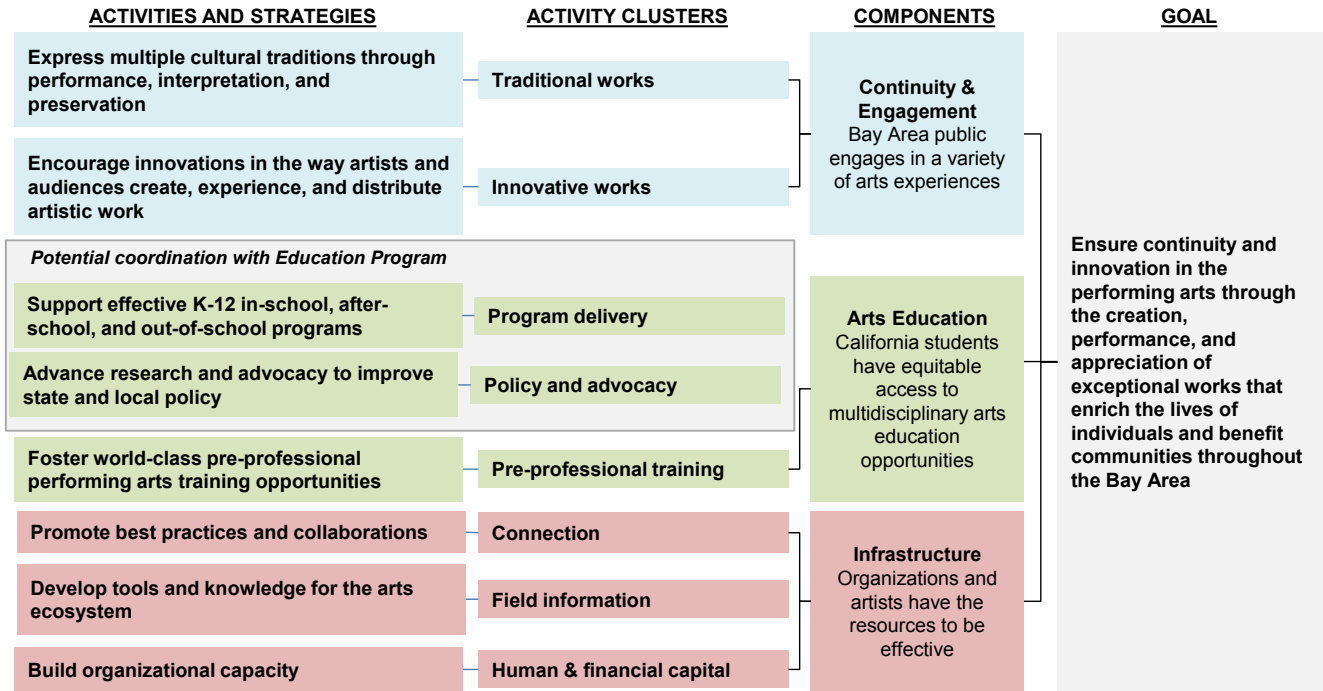 ACTIVITIES AND STRATEGIES
ACTIVITY CLUSTERS
COMPONENTS
GOAL
Express multiple cultural traditions through
performance, interpretation, and
preservation
Traditional works
Encourage innovations in the way artists and
audiences create, experience, and distribute
artistic work
Innovative works
Continuity &
Engagement
Bay Area public
engages in a variety
of arts experiences
Potential coordination with Education Program
Support effective K-12 in-school, after-
school, and out-of-school programs
Program delivery
Advance research and advocacy to improve
state and local policy
Policy and advocacy
Foster world-class pre-professional
performing arts training opportunities
Pre-professional training
Arts Education
California students
have equitable
access to
multidisciplinary arts
education
opportunities
Promote best practices and collaborations
Connection
Develop tools and knowledge for the arts
ecosystem
Field information
Build organizational capacity
Human & financial capital
Infrastructure
Organizations and
artists have the
resources to be
effective
Ensure continuity and
innovation in the
performing arts through
the creation,
performance, and
appreciation of
exceptional works that
enrich the lives of
individuals and benefit
communities throughout
the Bay Area